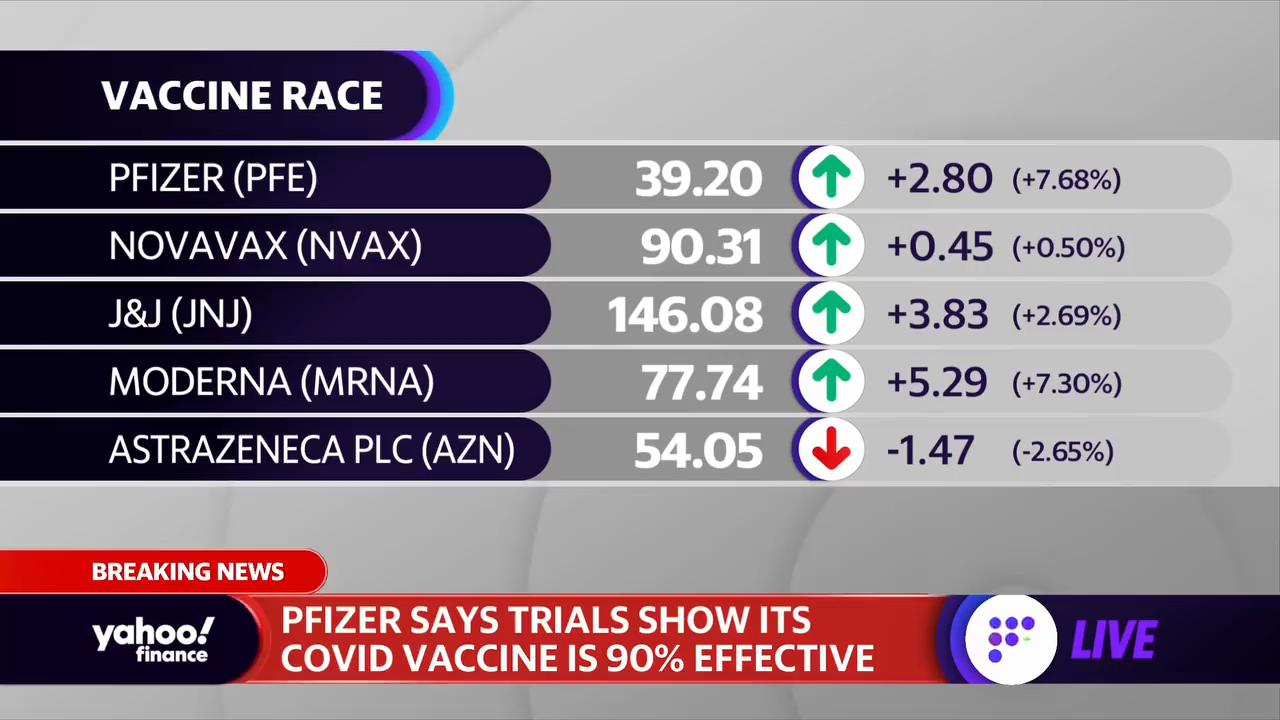 VACCINE RACE
PFIZER (PFE) 39.20 +2.80 (+7.68%)
NOVAVAX (NVAX) 90.31 +0.45 (+0.50%)
J&J (JNJ) 146.08 +3.83 (+2.69%)
MODERNA (MRNA) 77.74 +5.29 (+7.30%)
ASTRAZENECA PLC (AZN) 54.05 -1.47 (-2.65%)
BREAKING NEWS
yahoo!
finance
PFIZER SAYS TRIALS SHOW ITS
COVID VACCINE IS 90% EFFECTIVE
LIVE